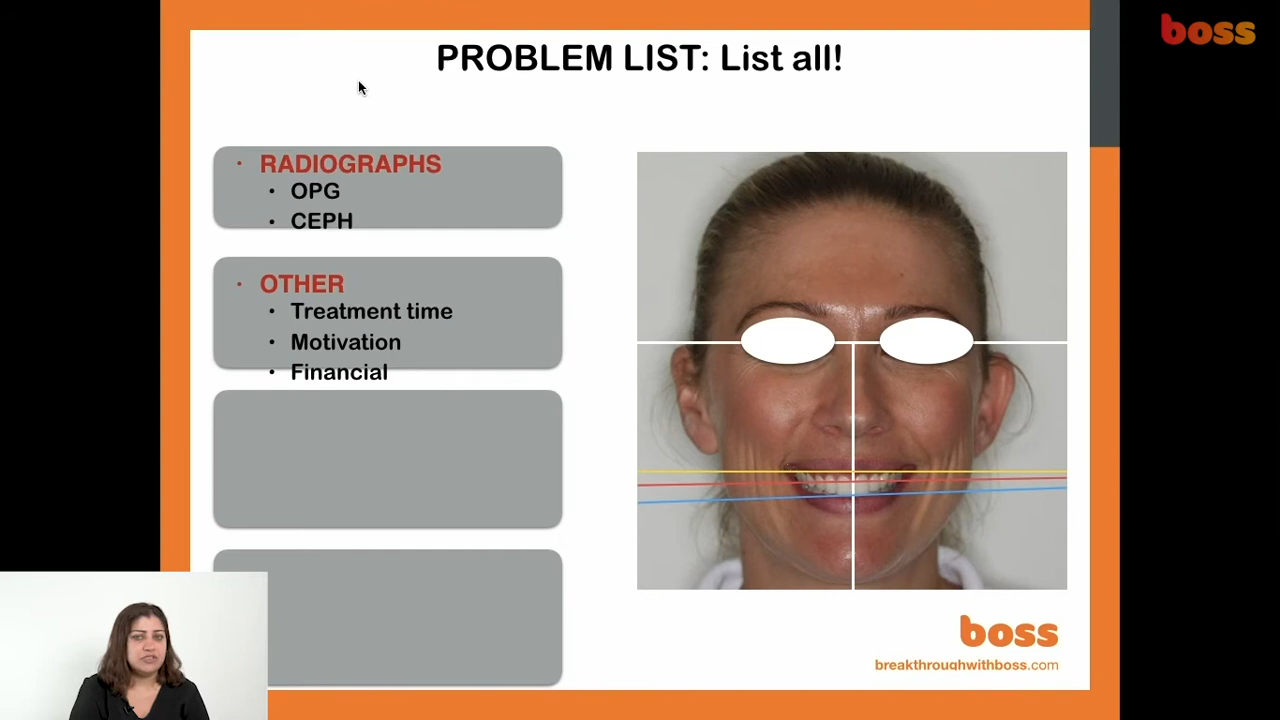 boss
PROBLEM LIST: List all!
• RADIOGRAPHS
• OPG
• CEPH
• OTHER
• Treatment time
• Motivation
• Financial
boss
breakthroughwithboss.com